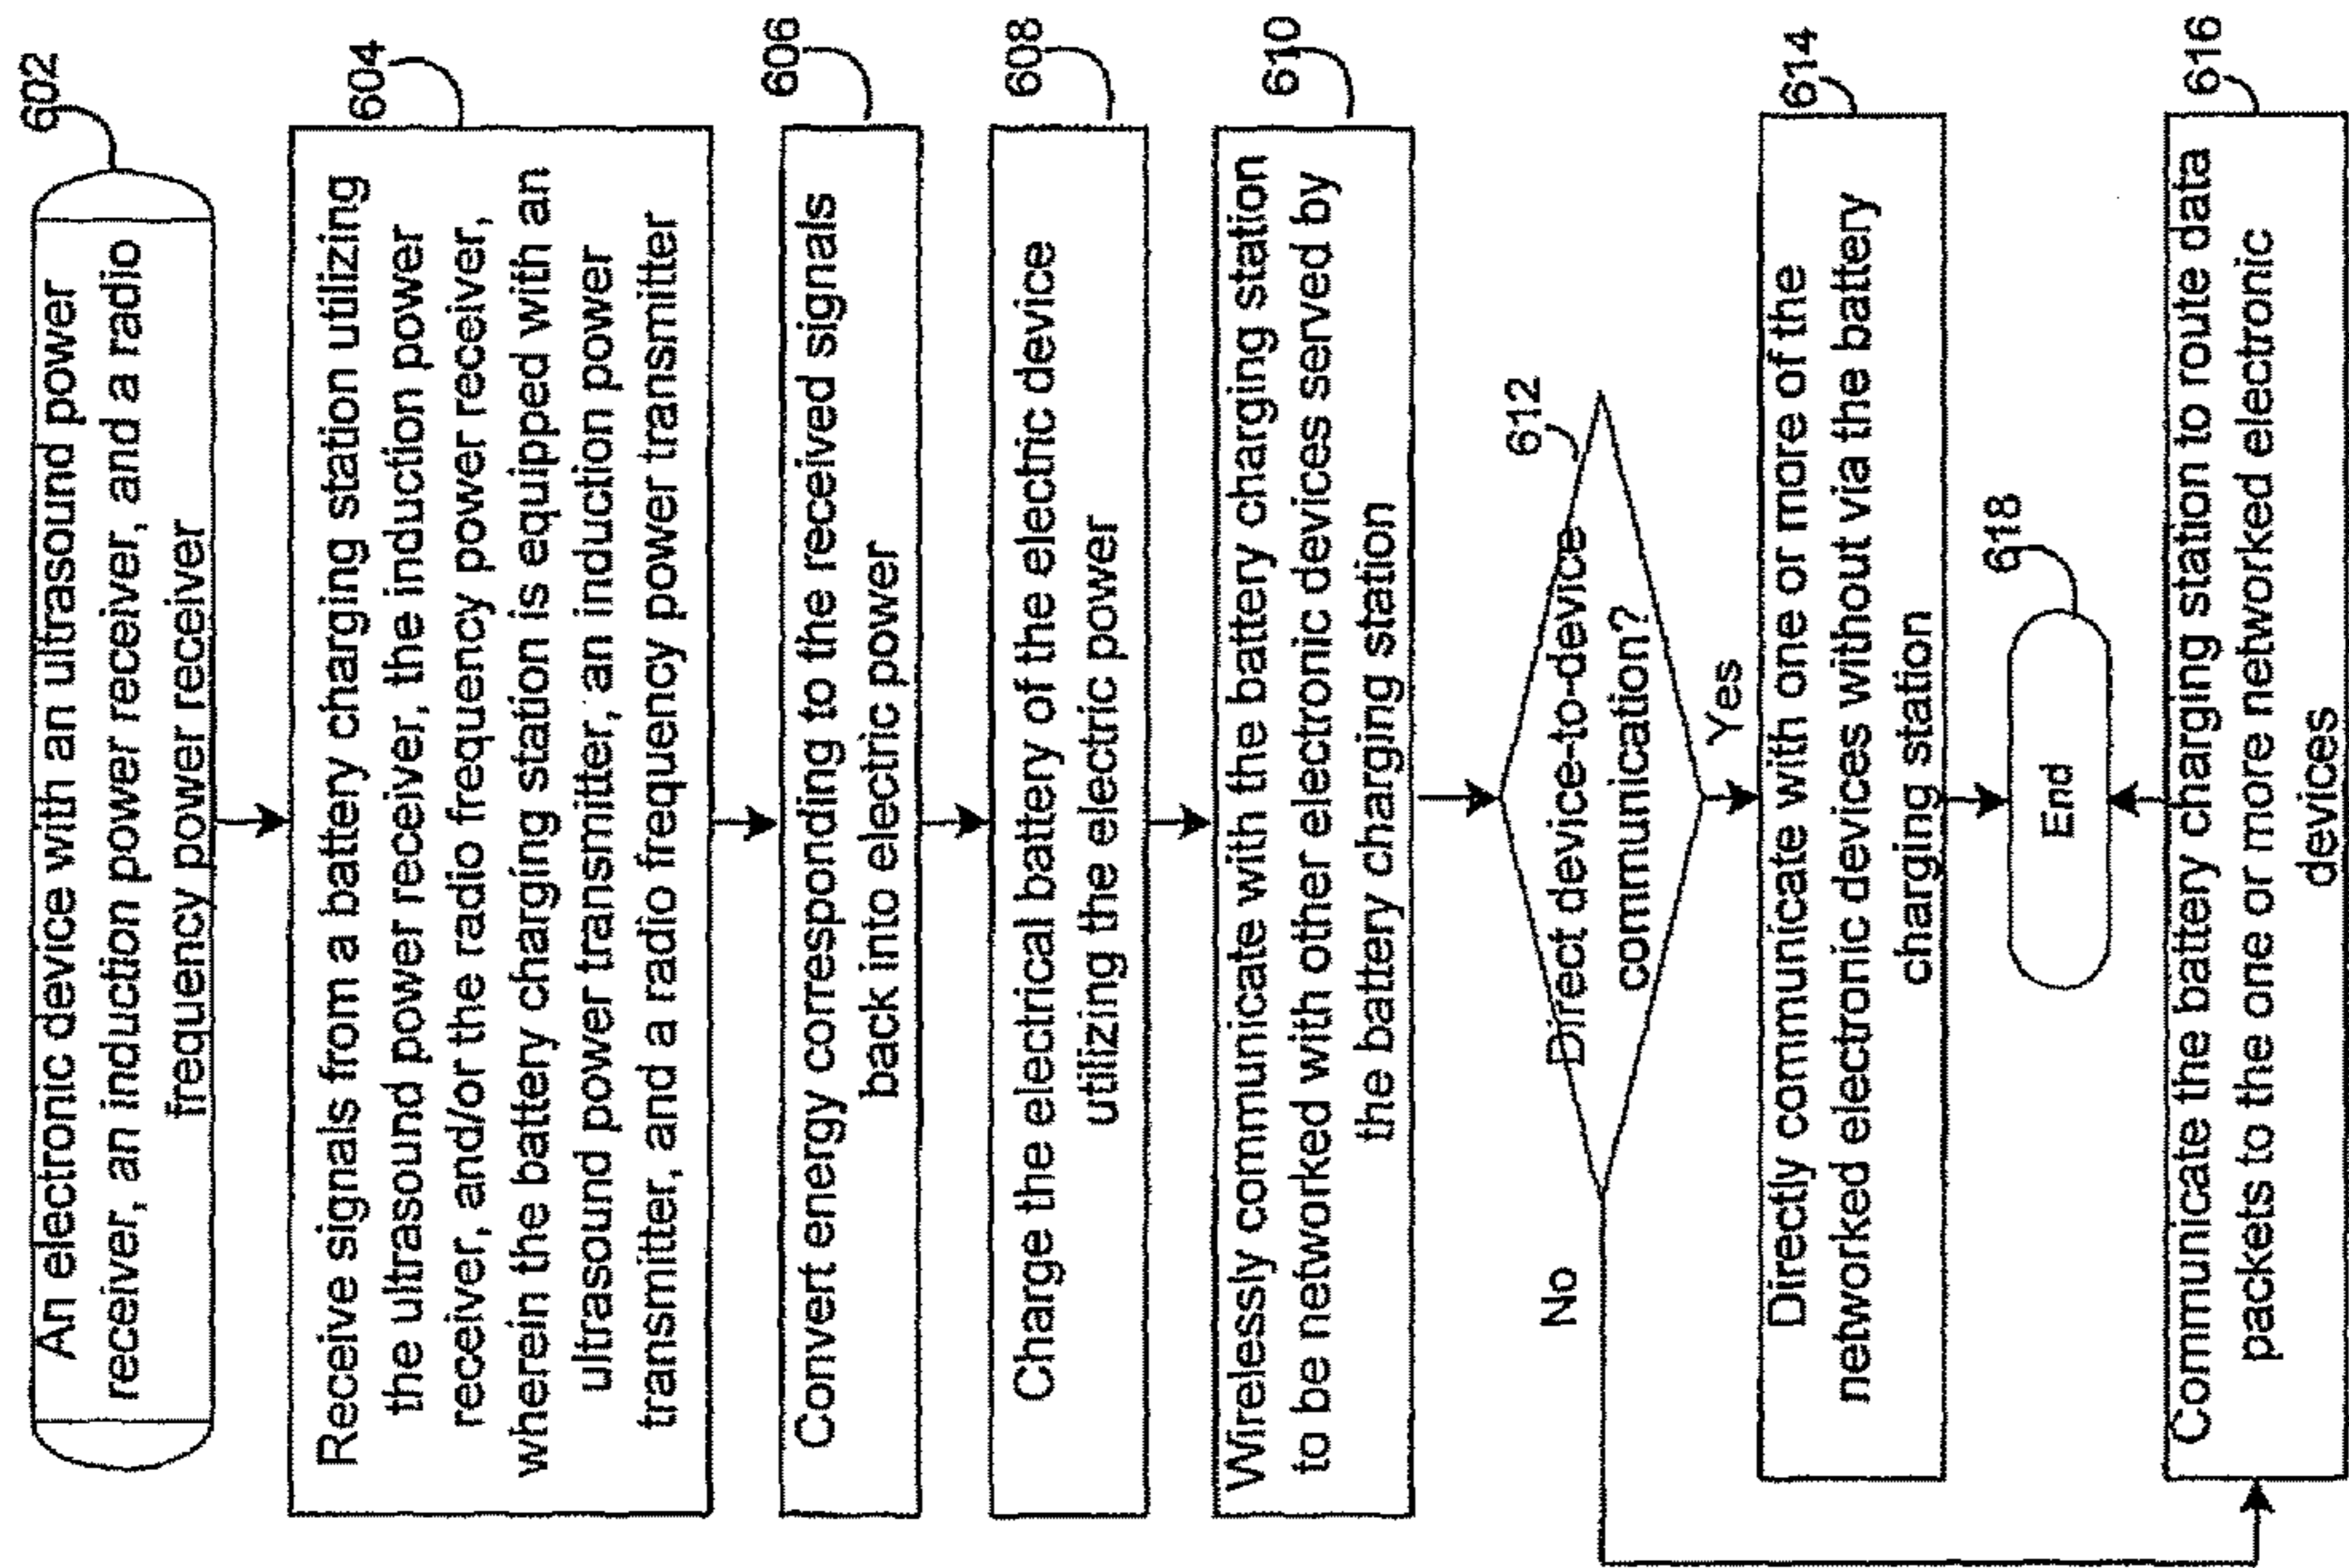 602
An electronic device with an ultrasound power
receiver, an induction power receiver, and a radio
frequency power receiver
604
Receive signals from a battery charging station utilizing
the ultrasound power receiver, the induction power
receiver, and/or the radio frequency power receiver,
wherein the battery charging station is equipped with an
ultrasound power transmitter, an induction power
transmitter, and a radio frequency power transmitter
606
Convert energy corresponding to the received signals
back into electric power
608
Charge the electrical battery of the electric device
utilizing the electric power
610
Wirelessly communicate with the battery charging station
to be networked with other electronic devices served by
the battery charging station
612
Direct device-to-device
communication?
No
Yes
614
Directly communicate with one or more of the
networked electronic devices without via the battery
charging station
618
End
616
Communicate the battery charging station to route data
packets to the one or more networked electronic
devices